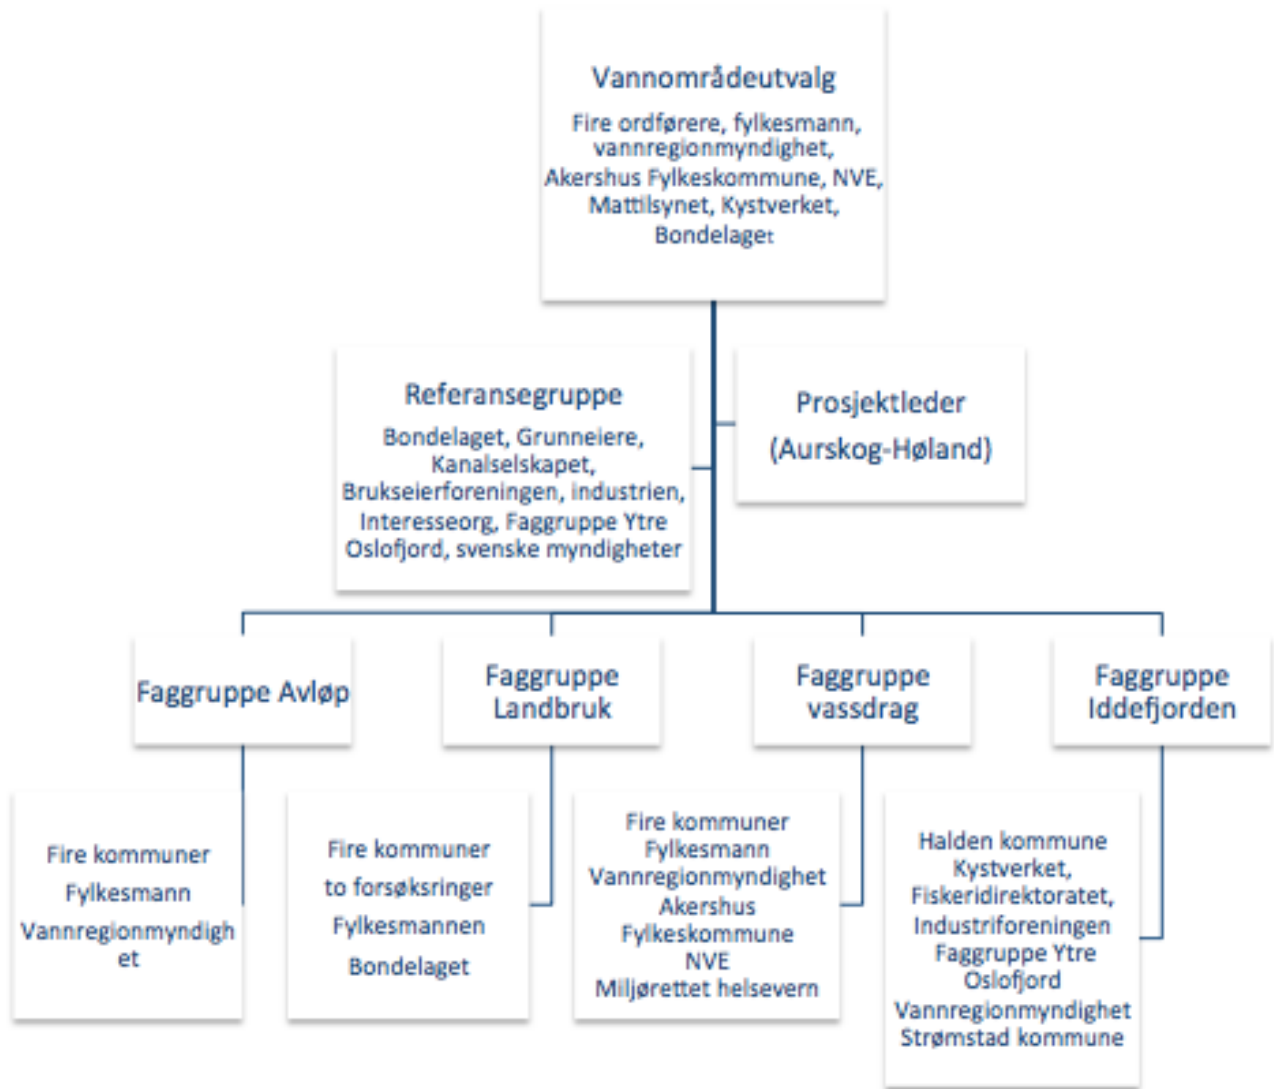 Vannområdeutvalg
Fire ordførere, fylkesmann,
vannregionmyndighet,
Akershus Fylkeskommune, NVE,
Mattilsynet, Kystverket,
Bondelaget
Referansegruppe
Bondelaget, Grunneiere,
Kanalselskapet,
Brukseierforeningen, industrien,
Interesseorg, Faggruppe Ytre
Oslofjord, svenske myndigheter
Prosjektleder
(Aurskog-Høland)
Faggruppe Avløp
Faggruppe
Landbruk
Faggruppe
vassdrag
Faggruppe
Iddefjorden
Fire kommuner
Fylkesmann
Vannregionmyndigh
et
Fire kommuner
to forsøksringer
Fylkesmannen
Bondelaget
Fire kommuner
Fylkesmann
Vannregionmyndighet
Akershus
Fylkeskommune
NVE
Miljørettet helsevern
Halden kommune
Kystverket,
Fiskeridirektoratet,
Industriforeningen
Faggruppe Ytre
Oslofjord
Vannregionmyndighet
Strømstad kommune